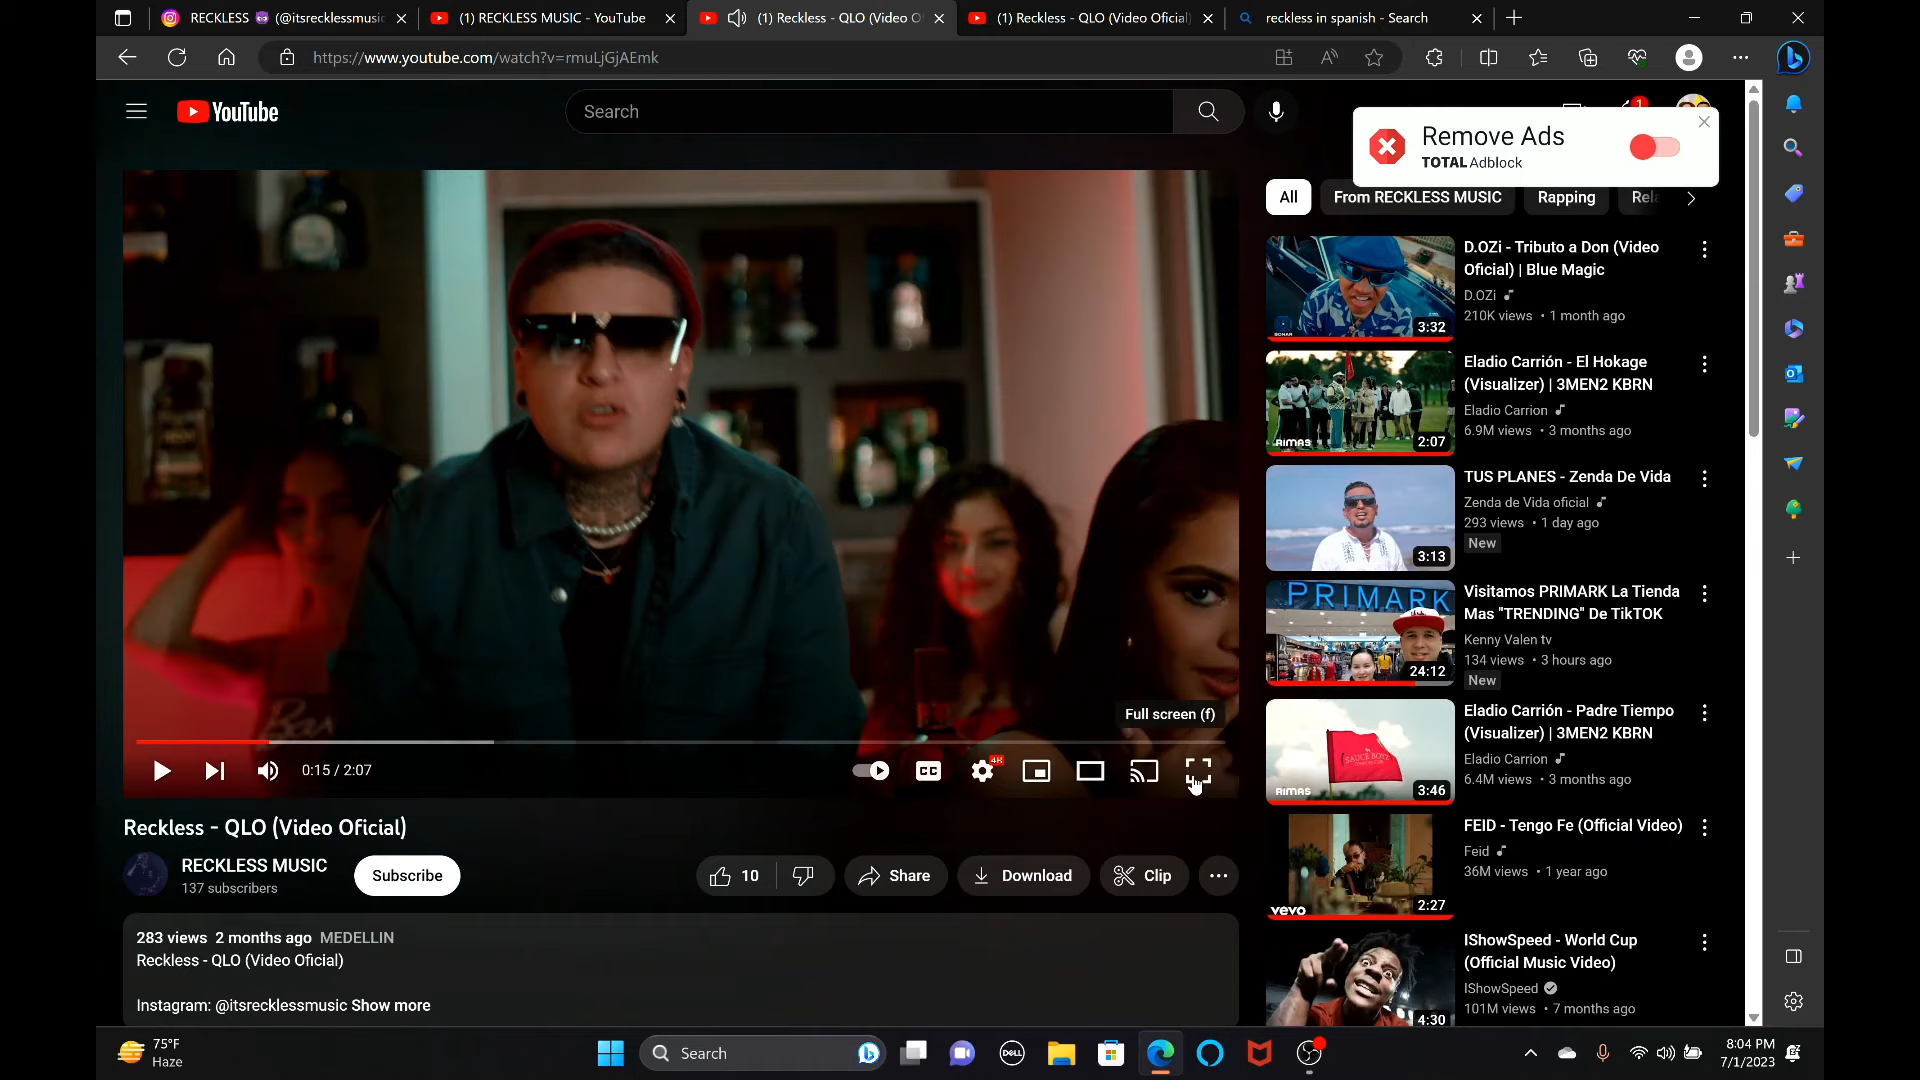 RECKLESS 😈 (@itsrecklessmusic
(1) RECKLESS MUSIC - YouTube
(1) Reckless - QLO (Video O
(1) Reckless - QLO (Video Oficial)
reckless in spanish - Search
https://www.youtube.com/watch?v=rmuLjGjAEmk
YouTube
Search
1
Remove Ads
TOTAL Adblock
All
From RECKLESS MUSIC
Rapping
Rel
D.OZi - Tributo a Don (Video
Oficial) | Blue Magic
D.OZi
210K views • 1 month ago
3:32
Eladio Carrión - El Hokage
(Visualizer) | 3MEN2 KBRN
Eladio Carrion
6.9M views • 3 months ago
RIMAS
2:07
TUS PLANES - Zenda De Vida
Zenda de Vida oficial
293 views • 1 day ago
New
3:13
PRIMARK
Visitamos PRIMARK La Tienda
Mas "TRENDING" De TikTOK
Kenny Valen tv
134 views • 3 hours ago
New
24:12
Eladio Carrión - Padre Tiempo
(Visualizer) | 3MEN2 KBRN
Eladio Carrion
6.4M views • 3 months ago
SAUCE BOYZ
RIMAS
3:46
FEID - Tengo Fe (Official Video)
Feid
36M views • 1 year ago
vevo
2:27
IShowSpeed - World Cup
(Official Music Video)
IShowSpeed
101M views • 7 months ago
4:30
Full screen (f)
0:15 / 2:07
CC
4K
Reckless - QLO (Video Oficial)
RECKLESS MUSIC
137 subscribers
Subscribe
10
Share
Download
Clip
283 views 2 months ago MEDELLIN
Reckless - QLO (Video Oficial)
Instagram: @itsrecklessmusic Show more
75°F
Haze
Search
DELL
8:04 PM
7/1/2023